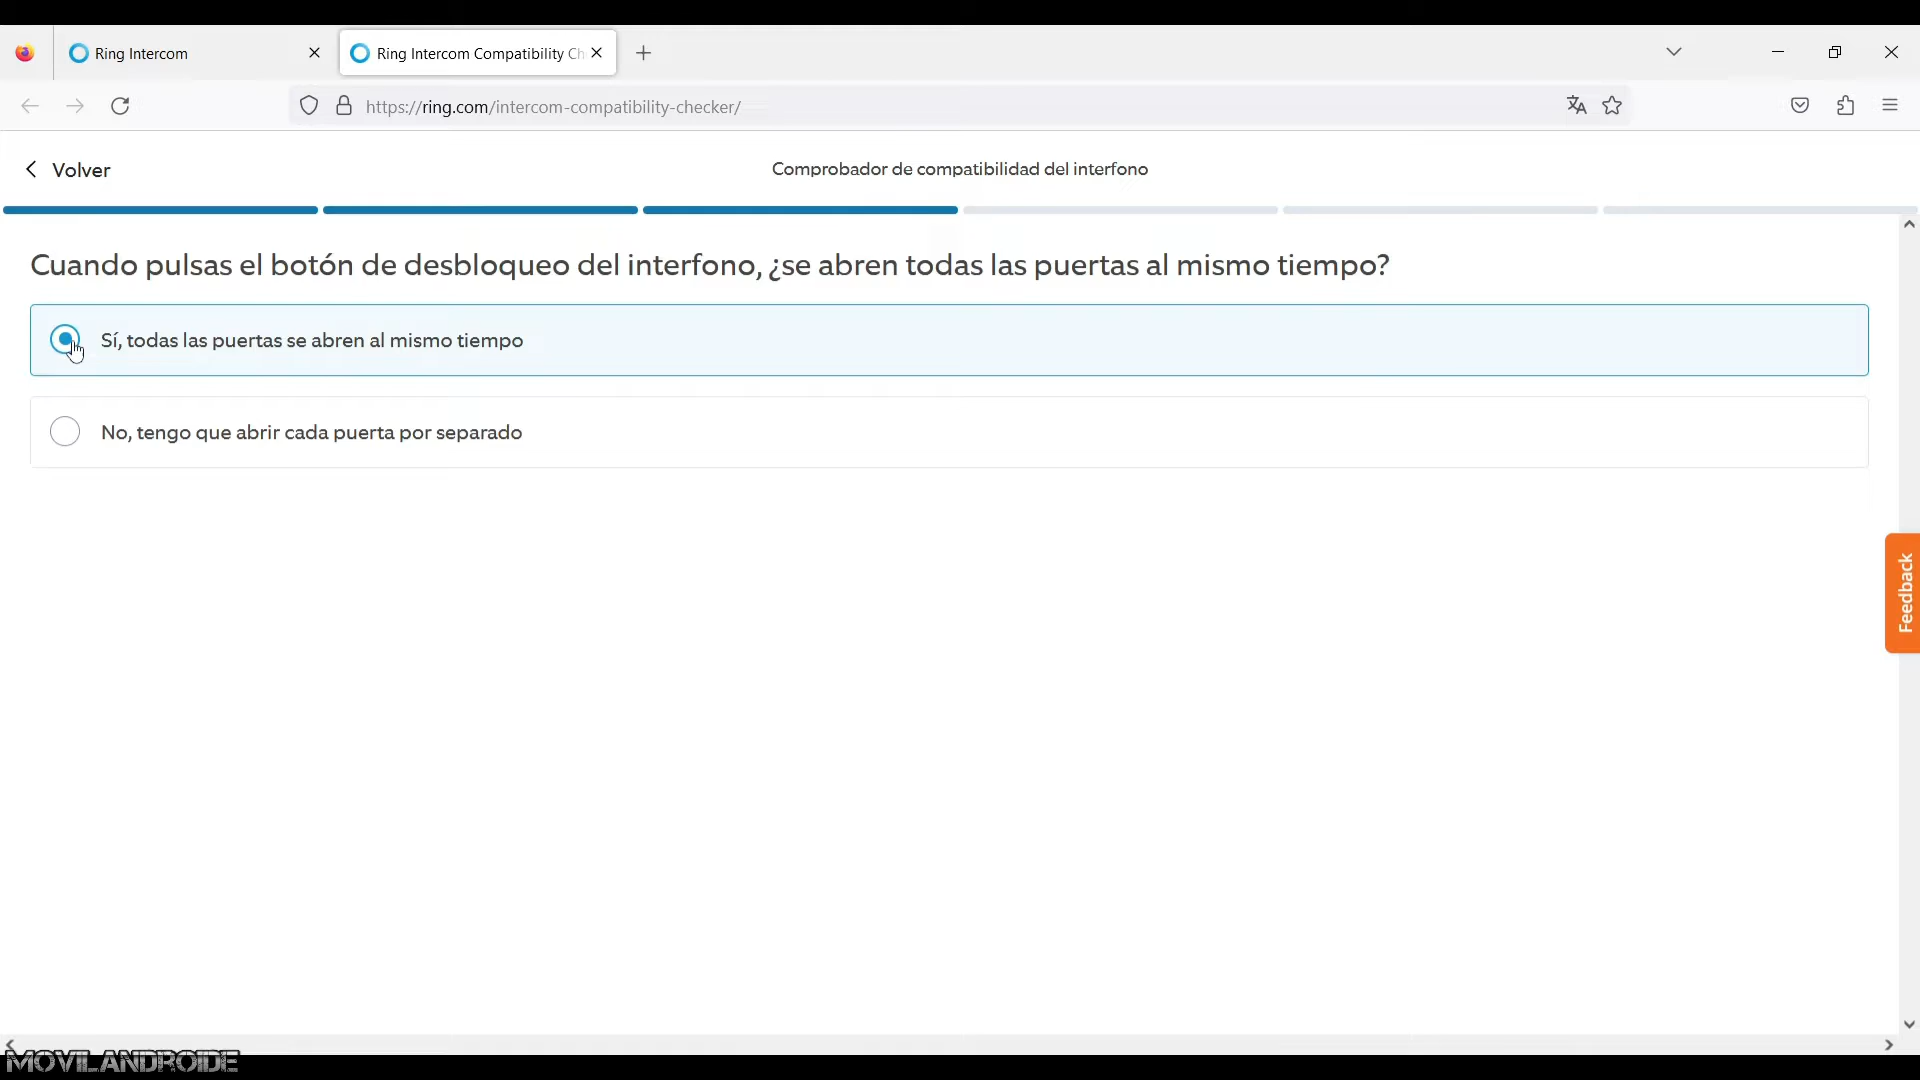 Ring Intercom
Ring Intercom Compatibility Ch
https://ring.com/intercom-compatibility-checker/
Volver
Comprobador de compatibilidad del interfono
Cuando pulsas el botón de desbloqueo del interfono, ¿se abren todas las puertas al mismo tiempo?
Sí, todas las puertas se abren al mismo tiempo
No, tengo que abrir cada puerta por separado
Feedback
MOVILANDROIDE